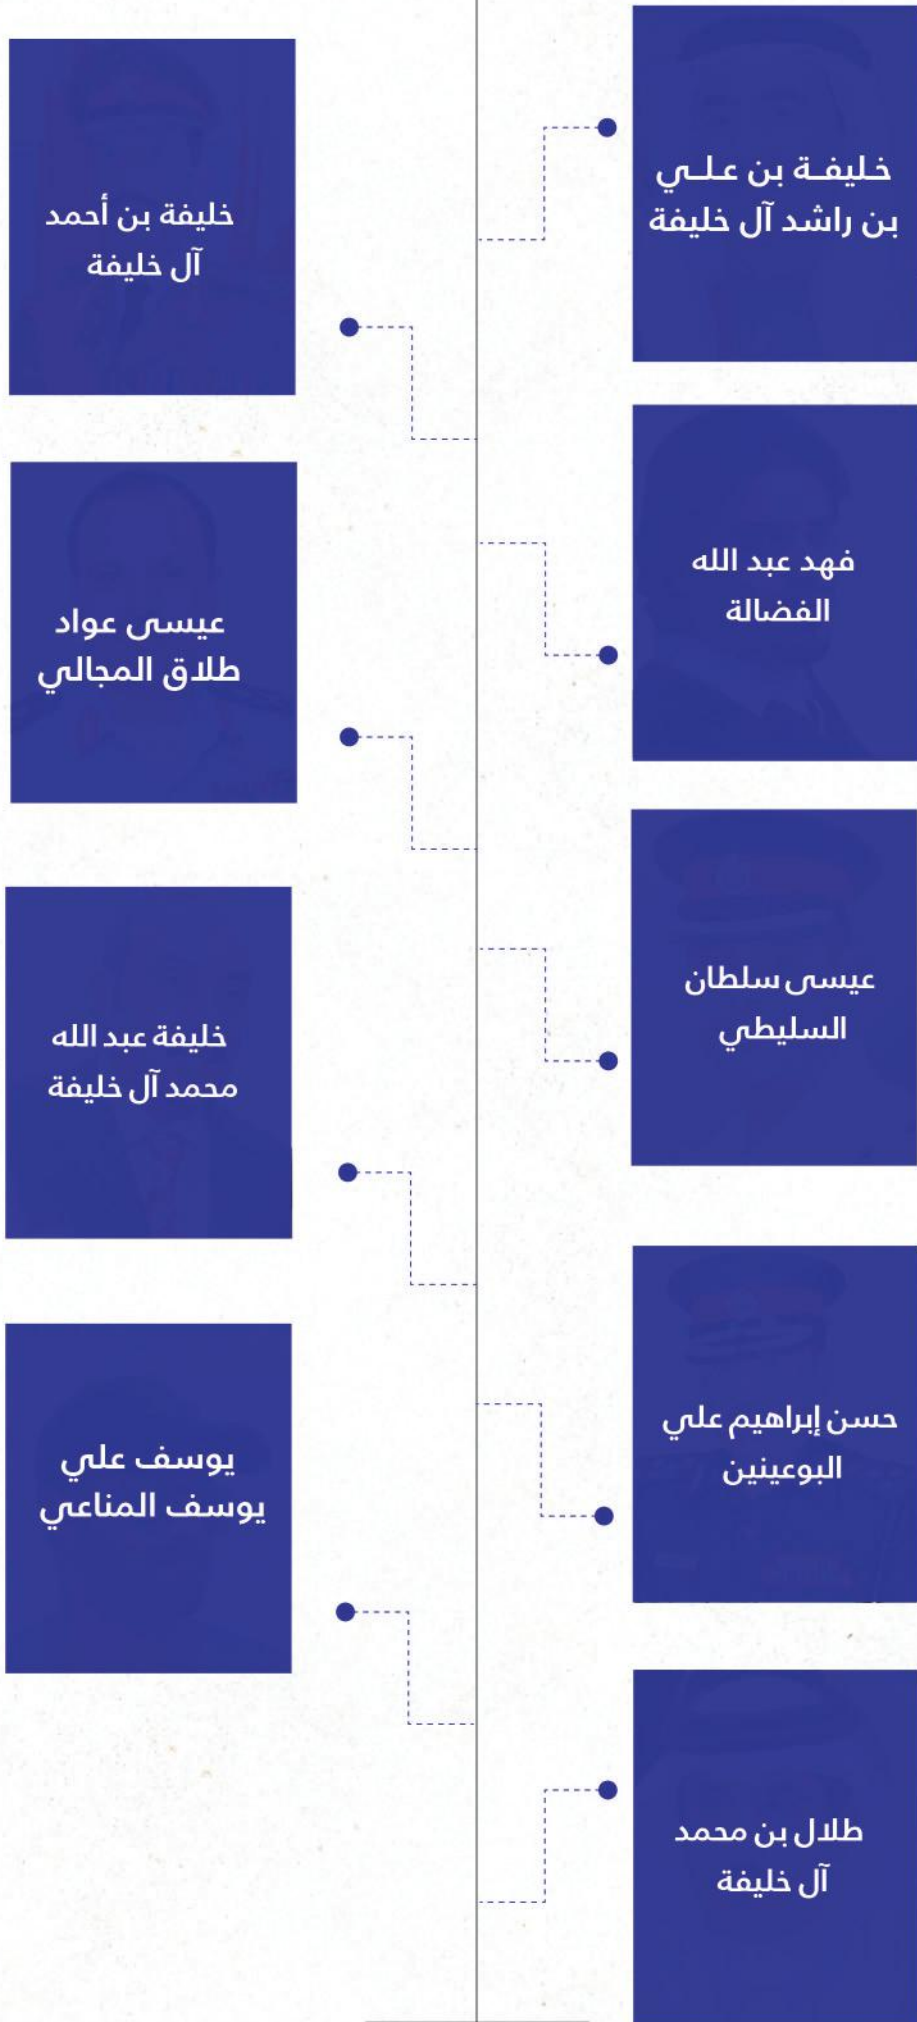 خليفة بن علي
بن راشد آل خليفة
خليفة بن أحمد
آل خليفة
فهد عبد الله
الفضالة
عيسى عواد
طلاق المجالي
عيسى سلطان
السليطي
خليفة عبد الله
محمد آل خليفة
حسن إبراهيم علي
البوعينين
يوسف علي
يوسف المناعي
طلال بن محمد
آل خليفة